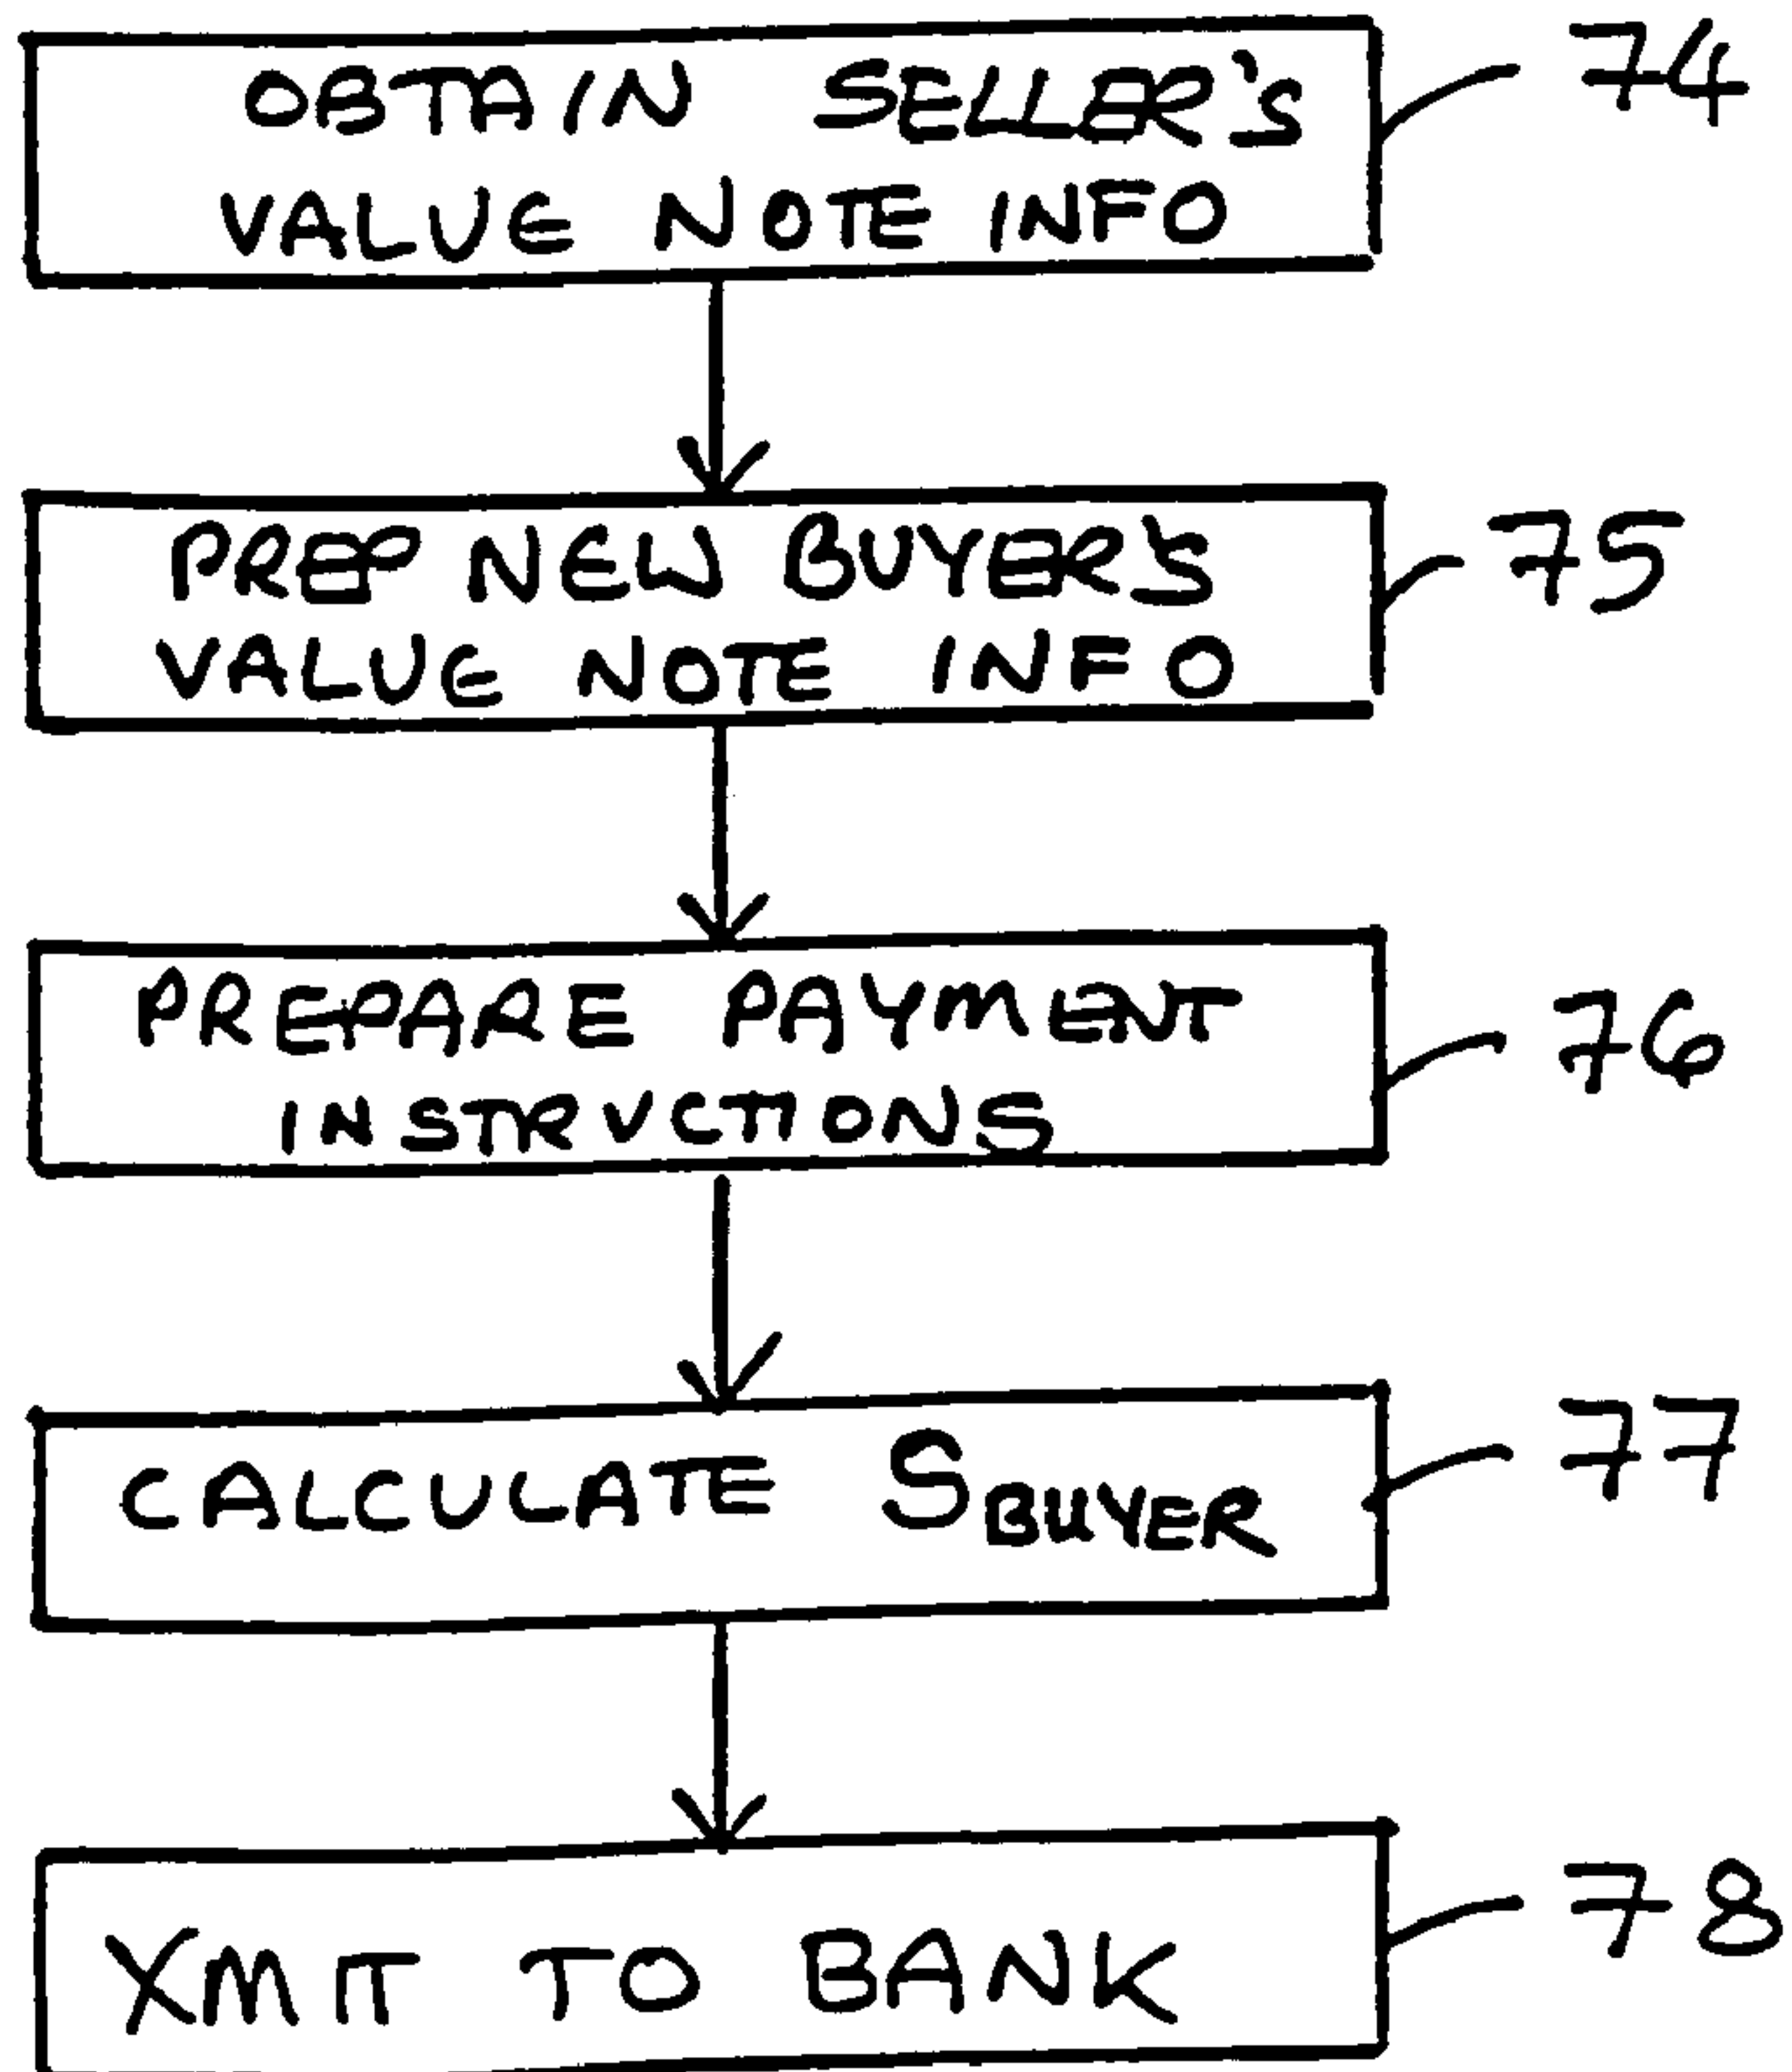 OBTAIN SELLER'S 74
VALUE NOTE INFO
PREP NEW BUYER'S 75
VALUE NOTE INFO
PREPARE PAYMENT
INSTRUCTIONS 76
CALCULATE SBUYER 77
XMIT TO BANK 78